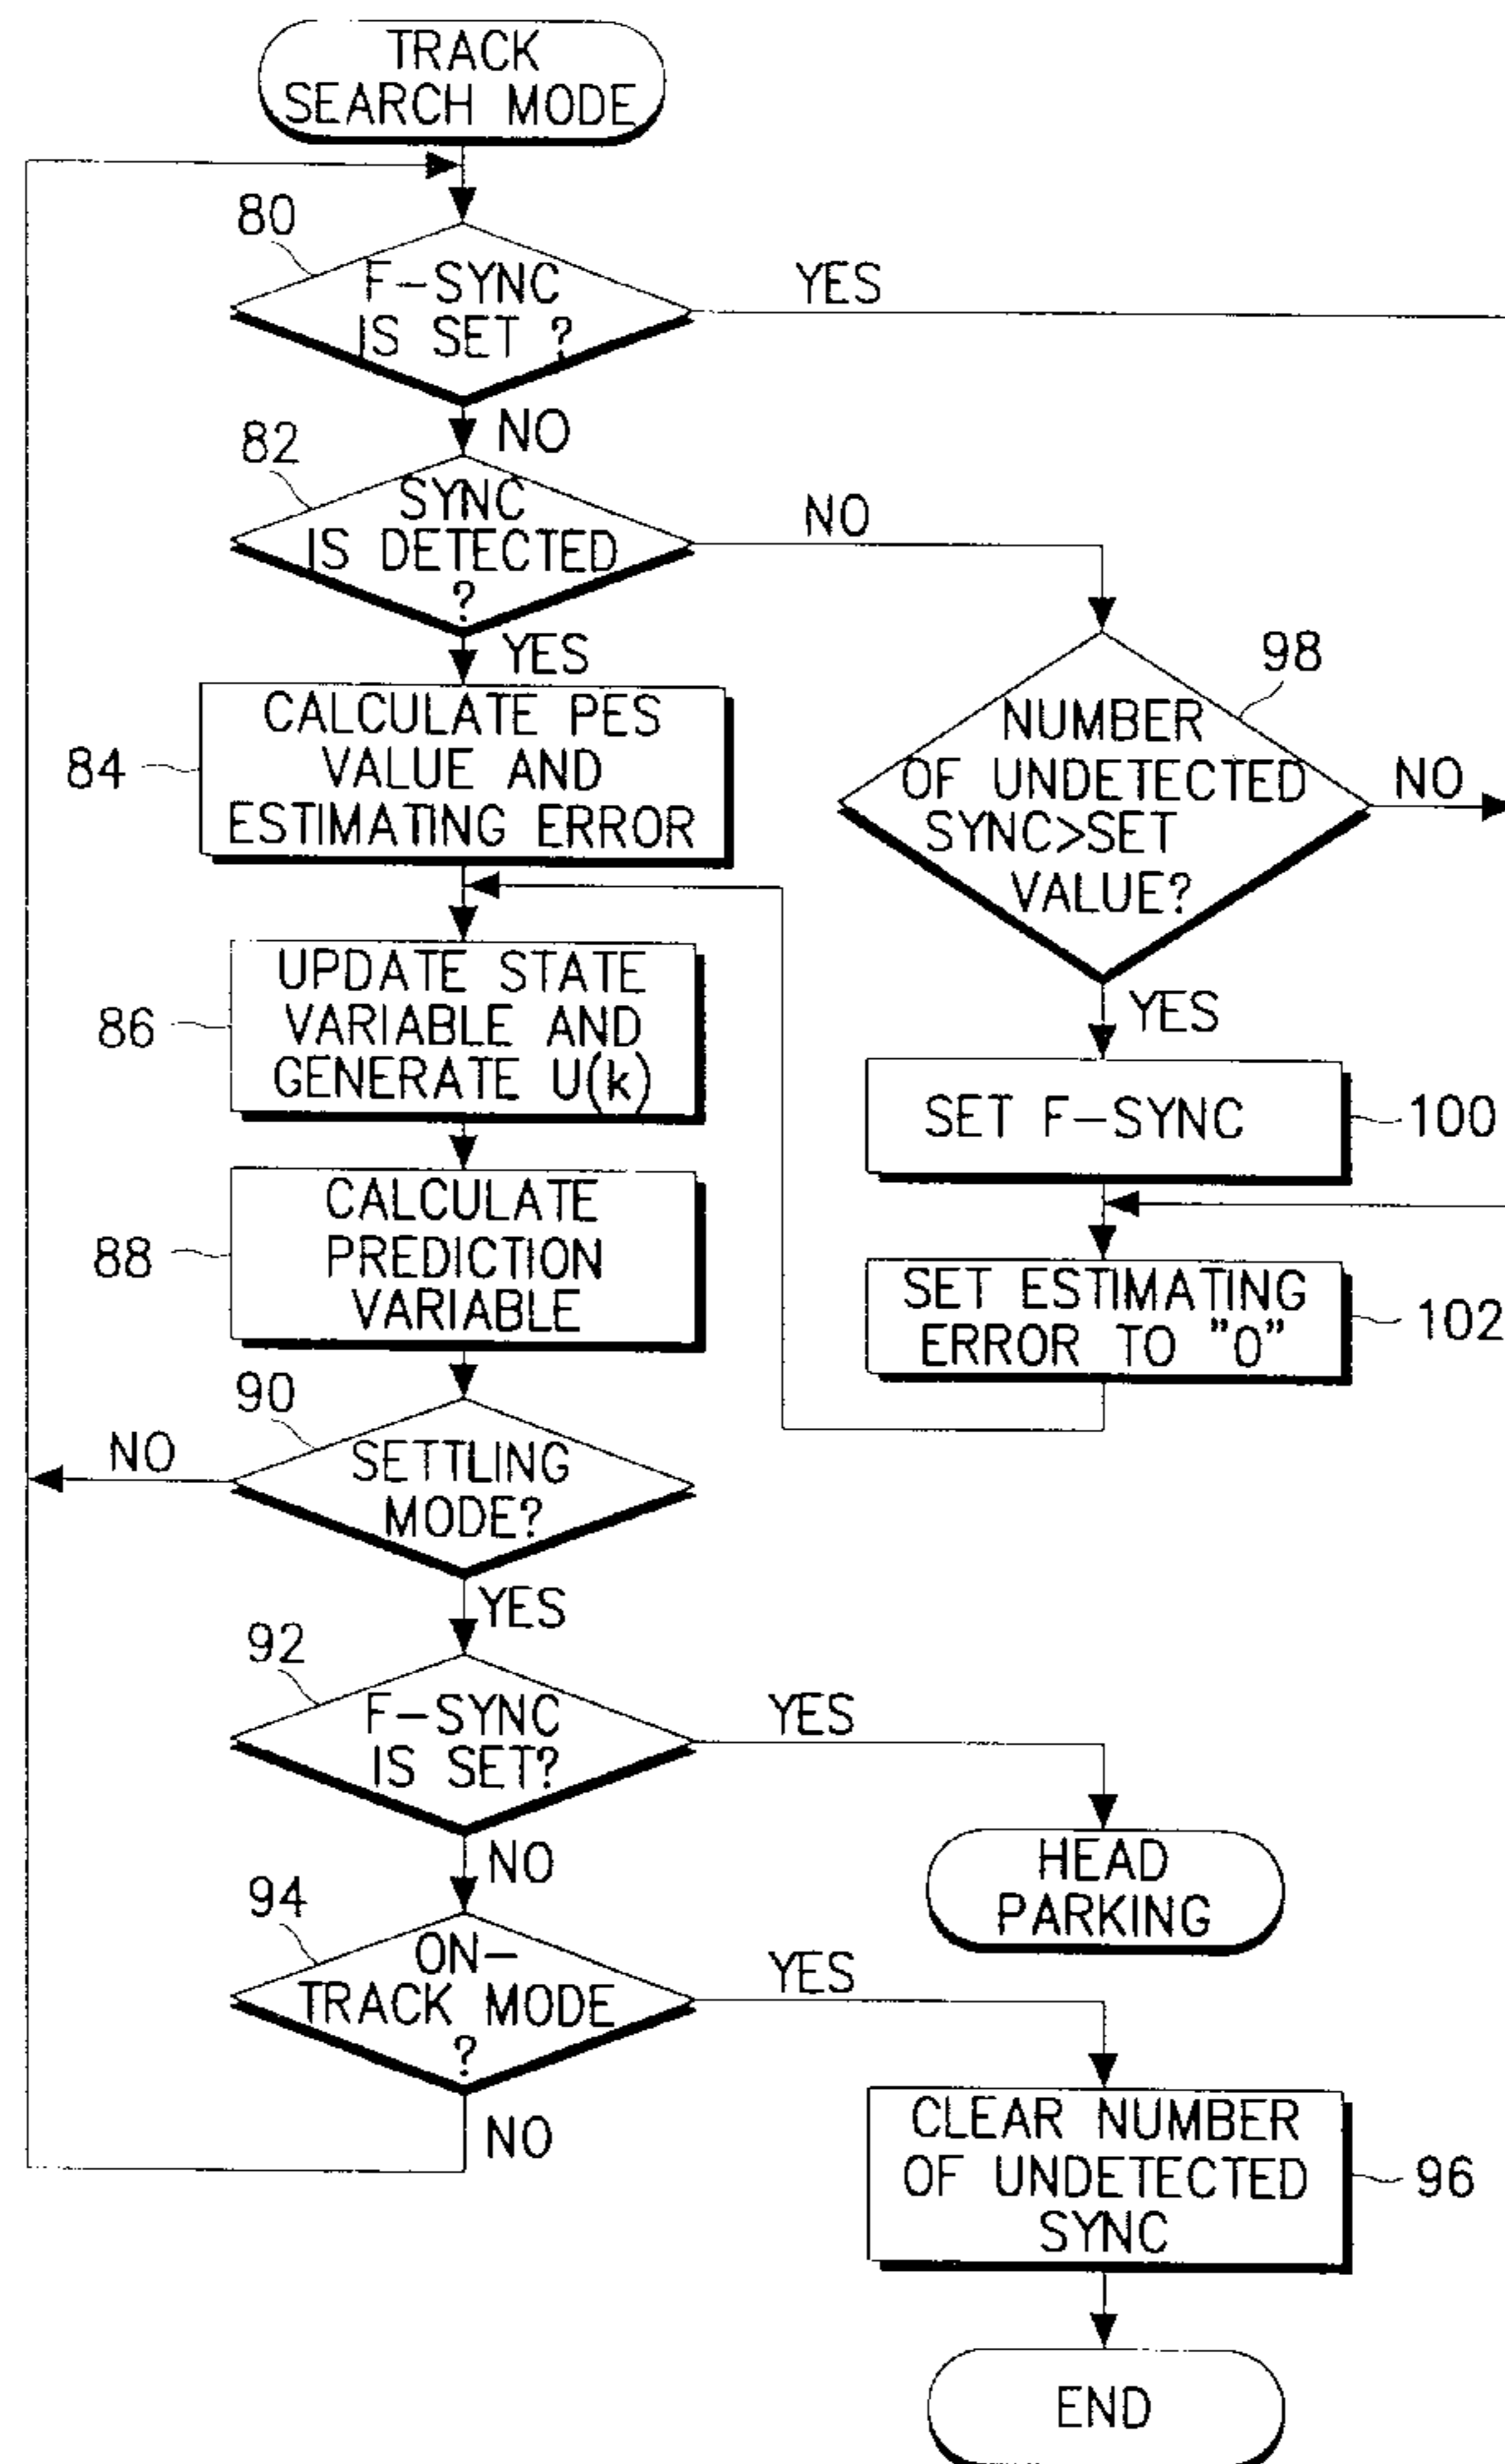 TRACK
SEARCH MODE
80
F-SYNC
IS SET ?
YES
NO
82
SYNC
IS DETECTED
?
NO
YES
84
CALCULATE PES
VALUE AND
ESTIMATING ERROR
98
NUMBER
OF UNDETECTED
SYNC>SET
VALUE?
NO
YES
86
UPDATE STATE
VARIABLE AND
GENERATE U(k)
SET F-SYNC
100
88
CALCULATE
PREDICTION
VARIABLE
SET ESTIMATING
ERROR TO "0"
102
90
SETTLING
MODE?
NO
YES
92
F-SYNC
IS SET?
YES
NO
HEAD
PARKING
94
ON-
TRACK MODE
?
YES
NO
CLEAR NUMBER
OF UNDETECTED
SYNC
96
END